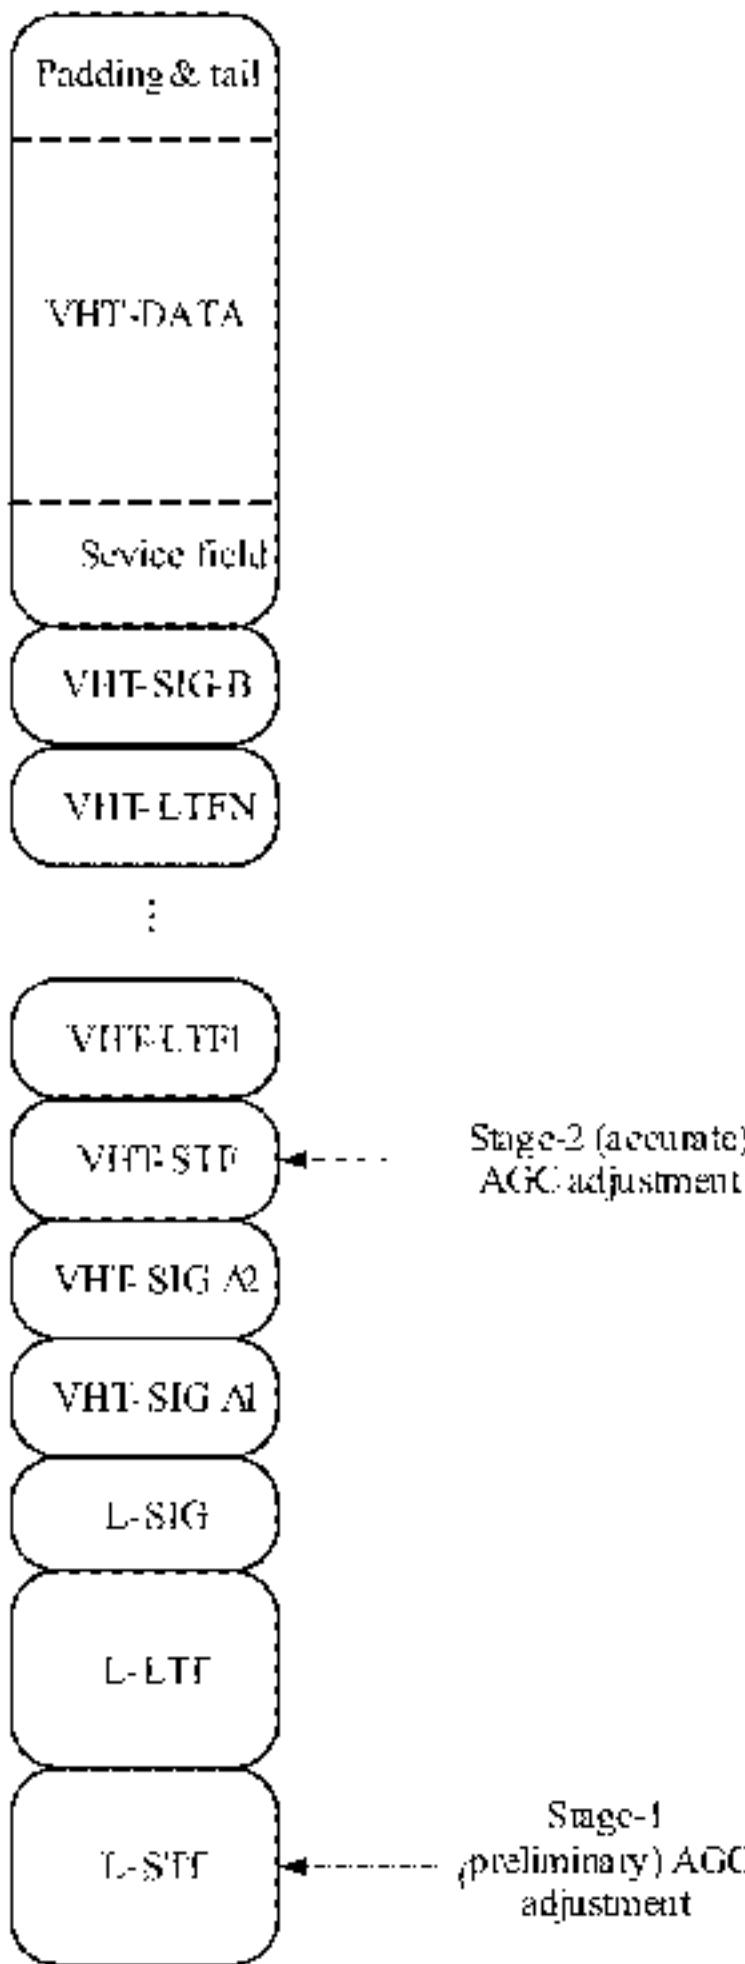 Padding & tail
VHT-DATA
Sevice field
VHT-SIG-B
VHT-LTFN
⋮
VHT-LTF1
VHT-STF
Stage-2 (accurate)
AGC adjustment
VHT-SIG A2
VHT-SIG A1
L-SIG
L-LTF
L-STF
Stage-1
(preliminary) AGC
adjustment